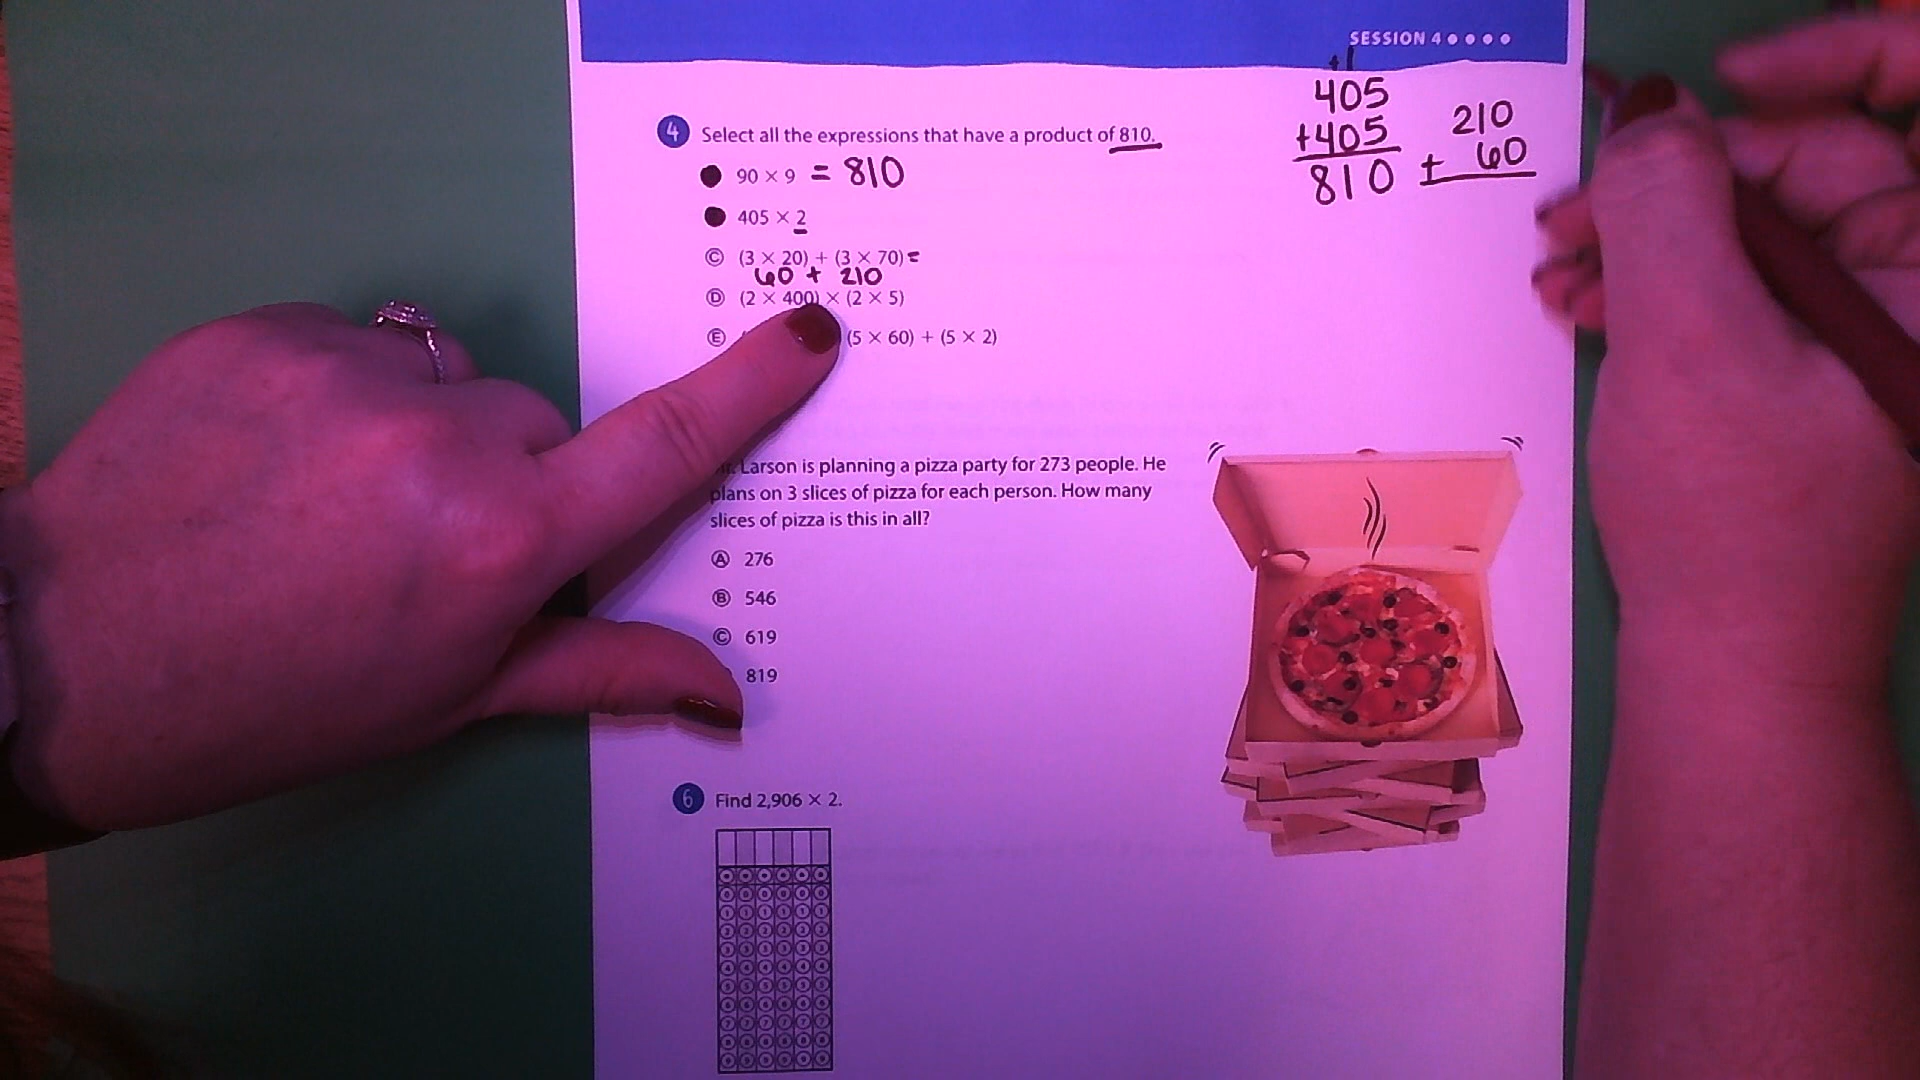 SESSION 4
+1
405
+405
810
210
+ 60
4 Select all the expressions that have a product of 810.
90 × 9 = 810
405 × 2
C (3 × 20) + (3 × 70) =
60 + 210
D (2 × 400) × (2 × 5)
E (5 × 60) + (5 × 2)
Larson is planning a pizza party for 273 people. He
plans on 3 slices of pizza for each person. How many
slices of pizza is this in all?
A 276
B 546
C 619
819
6 Find 2,906 × 2.